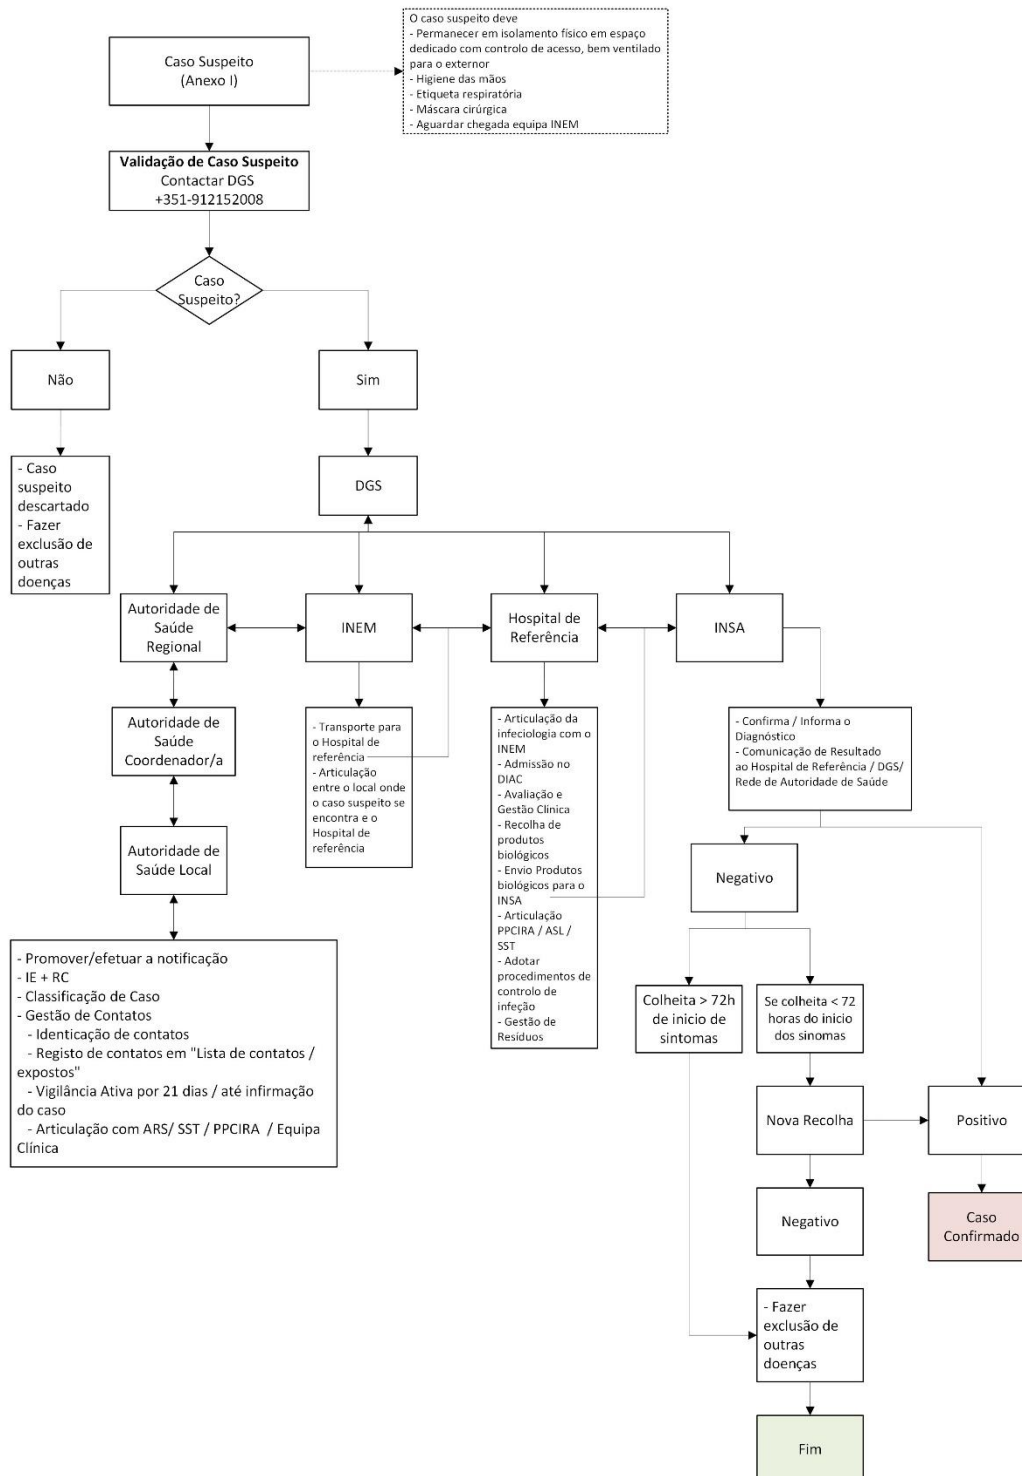 O caso suspeito deve
- Permanecer em isolamento físico em espaço
dedicado com controlo de acesso, bem ventilado
para o externor
- Higiene das mãos
- Etiqueta respiratória
- Máscara cirúrgica
- Aguardar chegada equipa INEM
Caso Suspeito
(Anexo I)
Validação de Caso Suspeito
Contactar DGS
+351-912152008
Caso
Suspeito?
Não
Sim
- Caso
suspeito
descartado
- Fazer
exclusão de
outras
doenças
DGS
Autoridade de
Saúde
Regional
INEM
Hospital de
Referência
INSA
Autoridade de
Saúde
Coordenador/a
- Transporte para
o Hospital de
referência
- Articulação
entre o local onde
o caso suspeito se
encontra e o
Hospital de
referência
- Articulação da
infeciologia com o
INEM
- Admissão no
DIAC
- Avaliação e
Gestão Clínica
- Recolha de
produtos
biológicos
- Envio Produtos
biológicos para o
INSA
- Articulação
PPCIRA / ASL /
SST
- Adotar
procedimentos de
controlo de
infeção
- Gestão de
Resíduos
- Confirma / Informa o
Diagnóstico
- Comunicação de Resultado
ao Hospital de Referência / DGS/
Rede de Autoridade de Saúde
Autoridade de
Saúde Local
Negativo
- Promover/efetuar a notificação
- IE + RC
- Classificação de Caso
- Gestão de Contatos
- Identicação de contatos
- Registo de contatos em "Lista de contatos /
expostos"
- Vigilância Ativa por 21 dias / até infirmação
do caso
- Articulação com ARS/ SST / PPCIRA / Equipa
Clínica
Colheita > 72h
de inicio de
sintomas
Se colheita < 72
horas do inicio
dos sinomas
Nova Recolha
Positivo
Negativo
Caso
Confirmado
- Fazer
exclusão de
outras
doenças
Fim